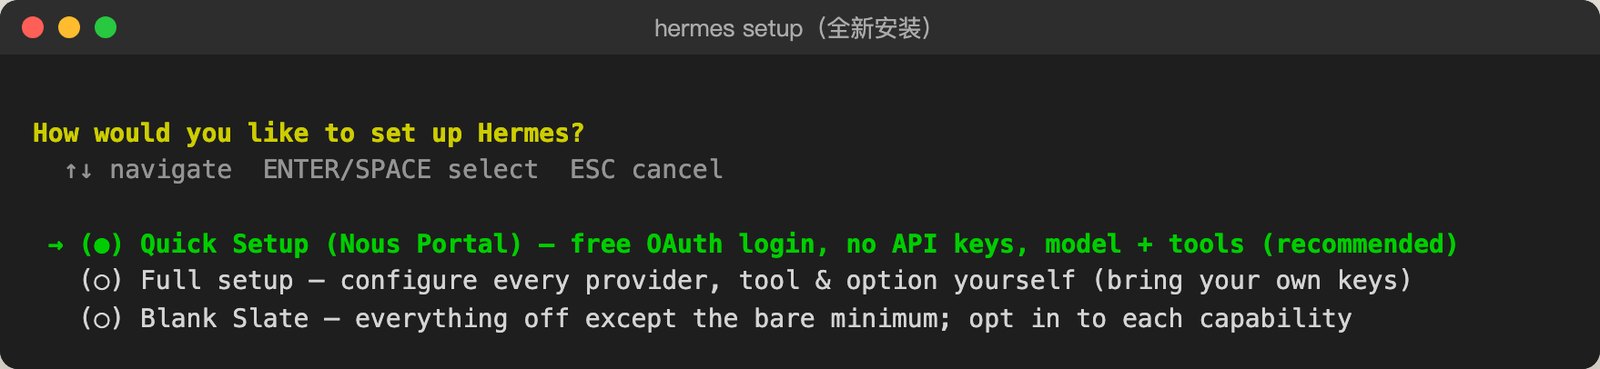 hermes setup（全新安装）
How would you like to set up Hermes?
↑↓ navigate  ENTER/SPACE select  ESC cancel
→ (●) Quick Setup (Nous Portal) — free OAuth login, no API keys, model + tools (recommended)
(○) Full setup — configure every provider, tool & option yourself (bring your own keys)
(○) Blank Slate — everything off except the bare minimum; opt in to each capability